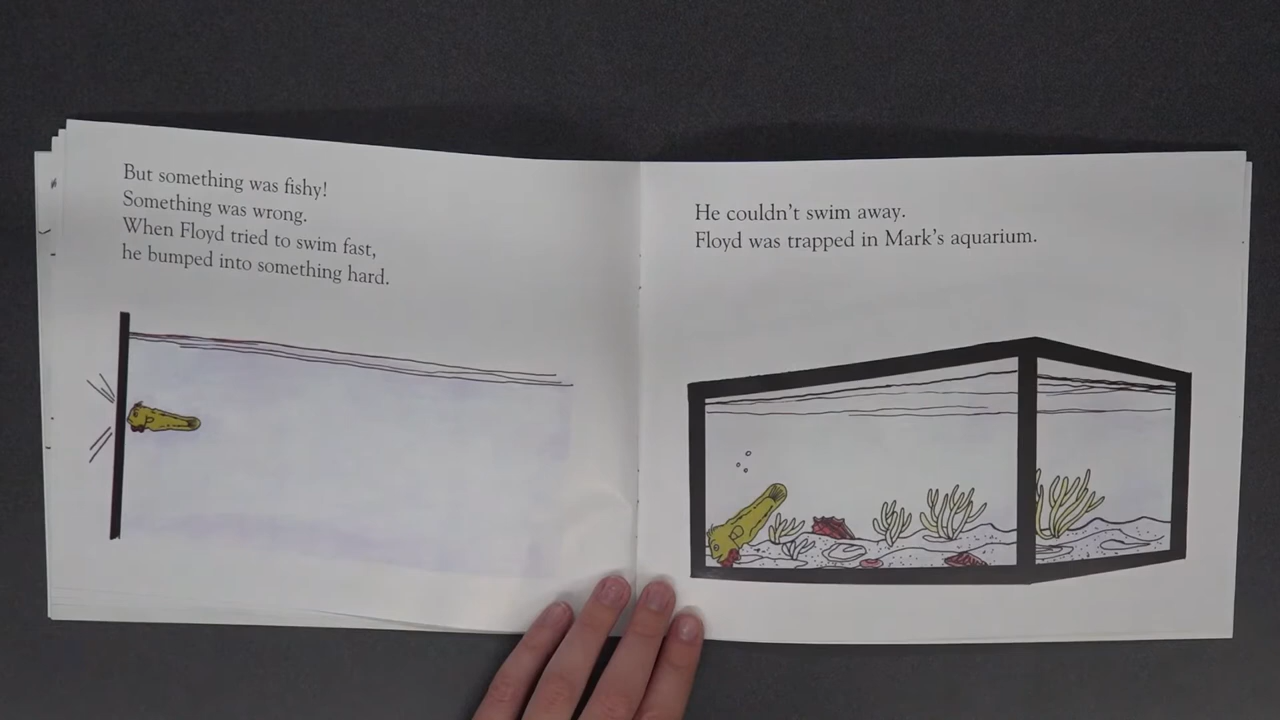 But something was fishy!
Something was wrong.
When Floyd tried to swim fast,
he bumped into something hard.
He couldn't swim away.
Floyd was trapped in Mark's aquarium.